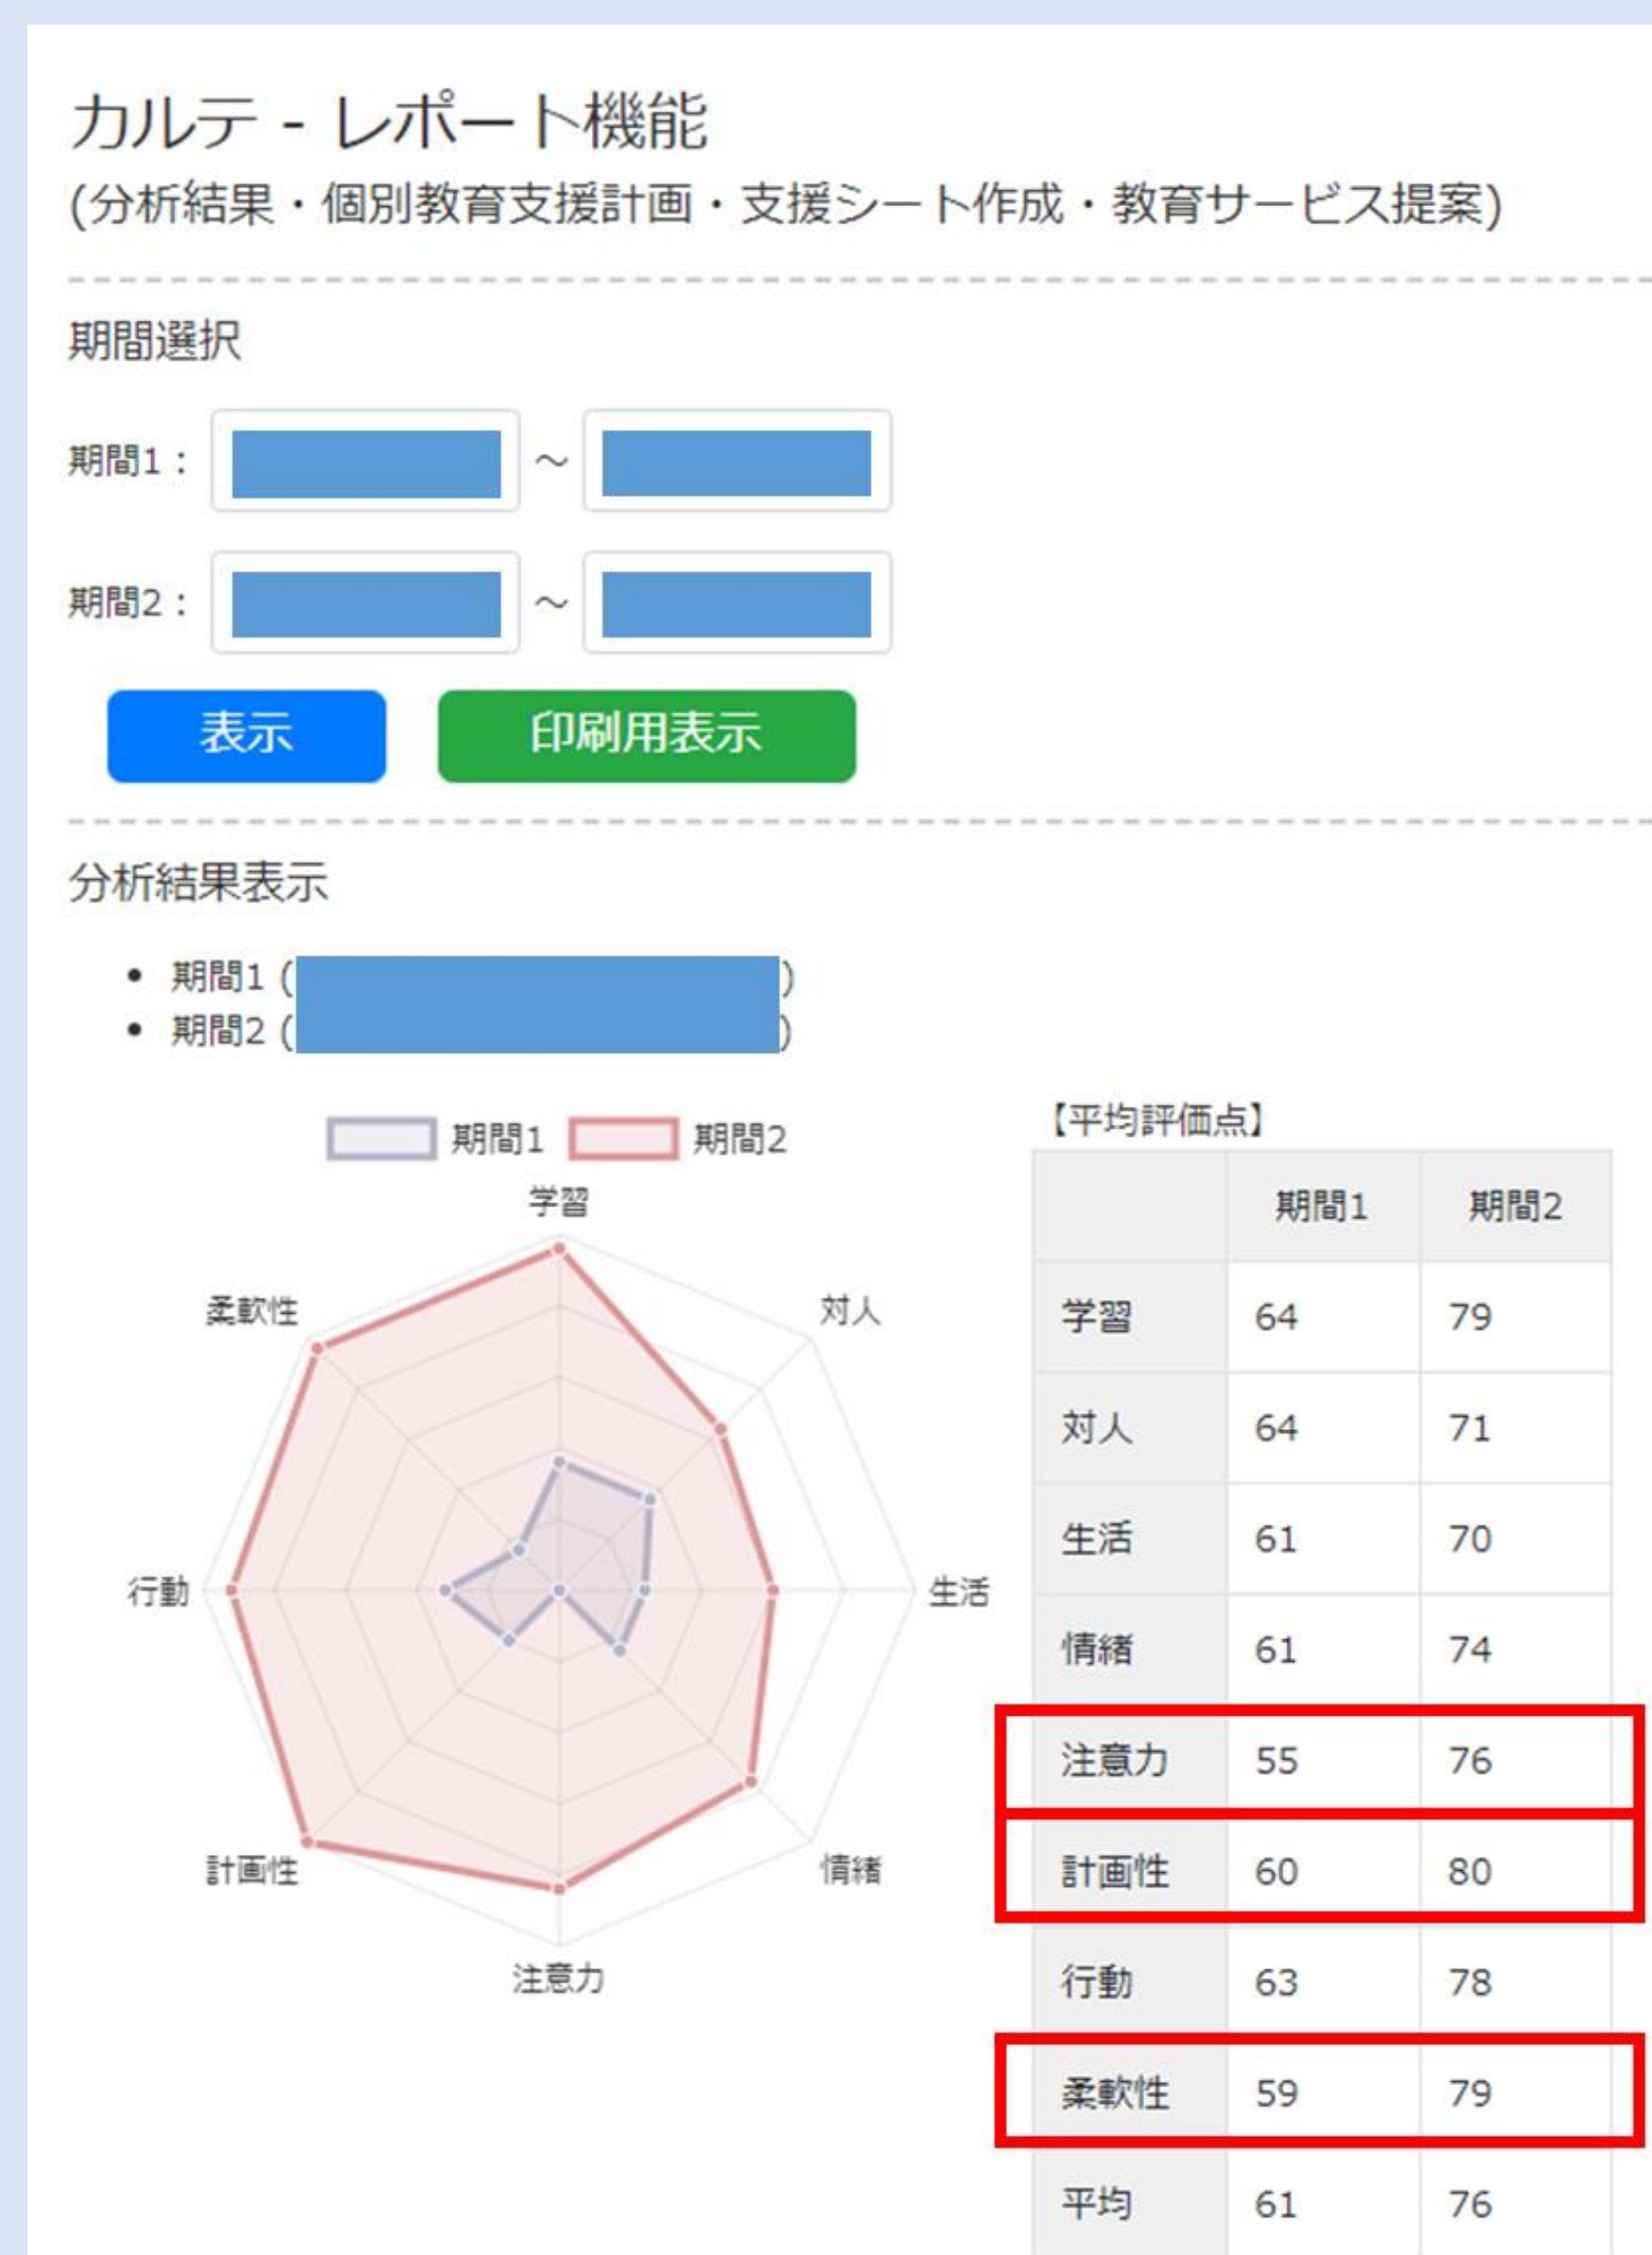 カルテ - レポート機能
(分析結果・個別教育支援計画・支援シート作成・教育サービス提案)
期間選択
期間1： ～
期間2： ～
表示 印刷用表示
分析結果表示
• 期間1 ( )
• 期間2 ( )
期間1 期間2
学習
対人
生活
情緒
注意力
計画性
行動
柔軟性
【平均評価点】
期間1 期間2
学習 64 79
対人 64 71
生活 61 70
情緒 61 74
注意力 55 76
計画性 60 80
行動 63 78
柔軟性 59 79
平均 61 76